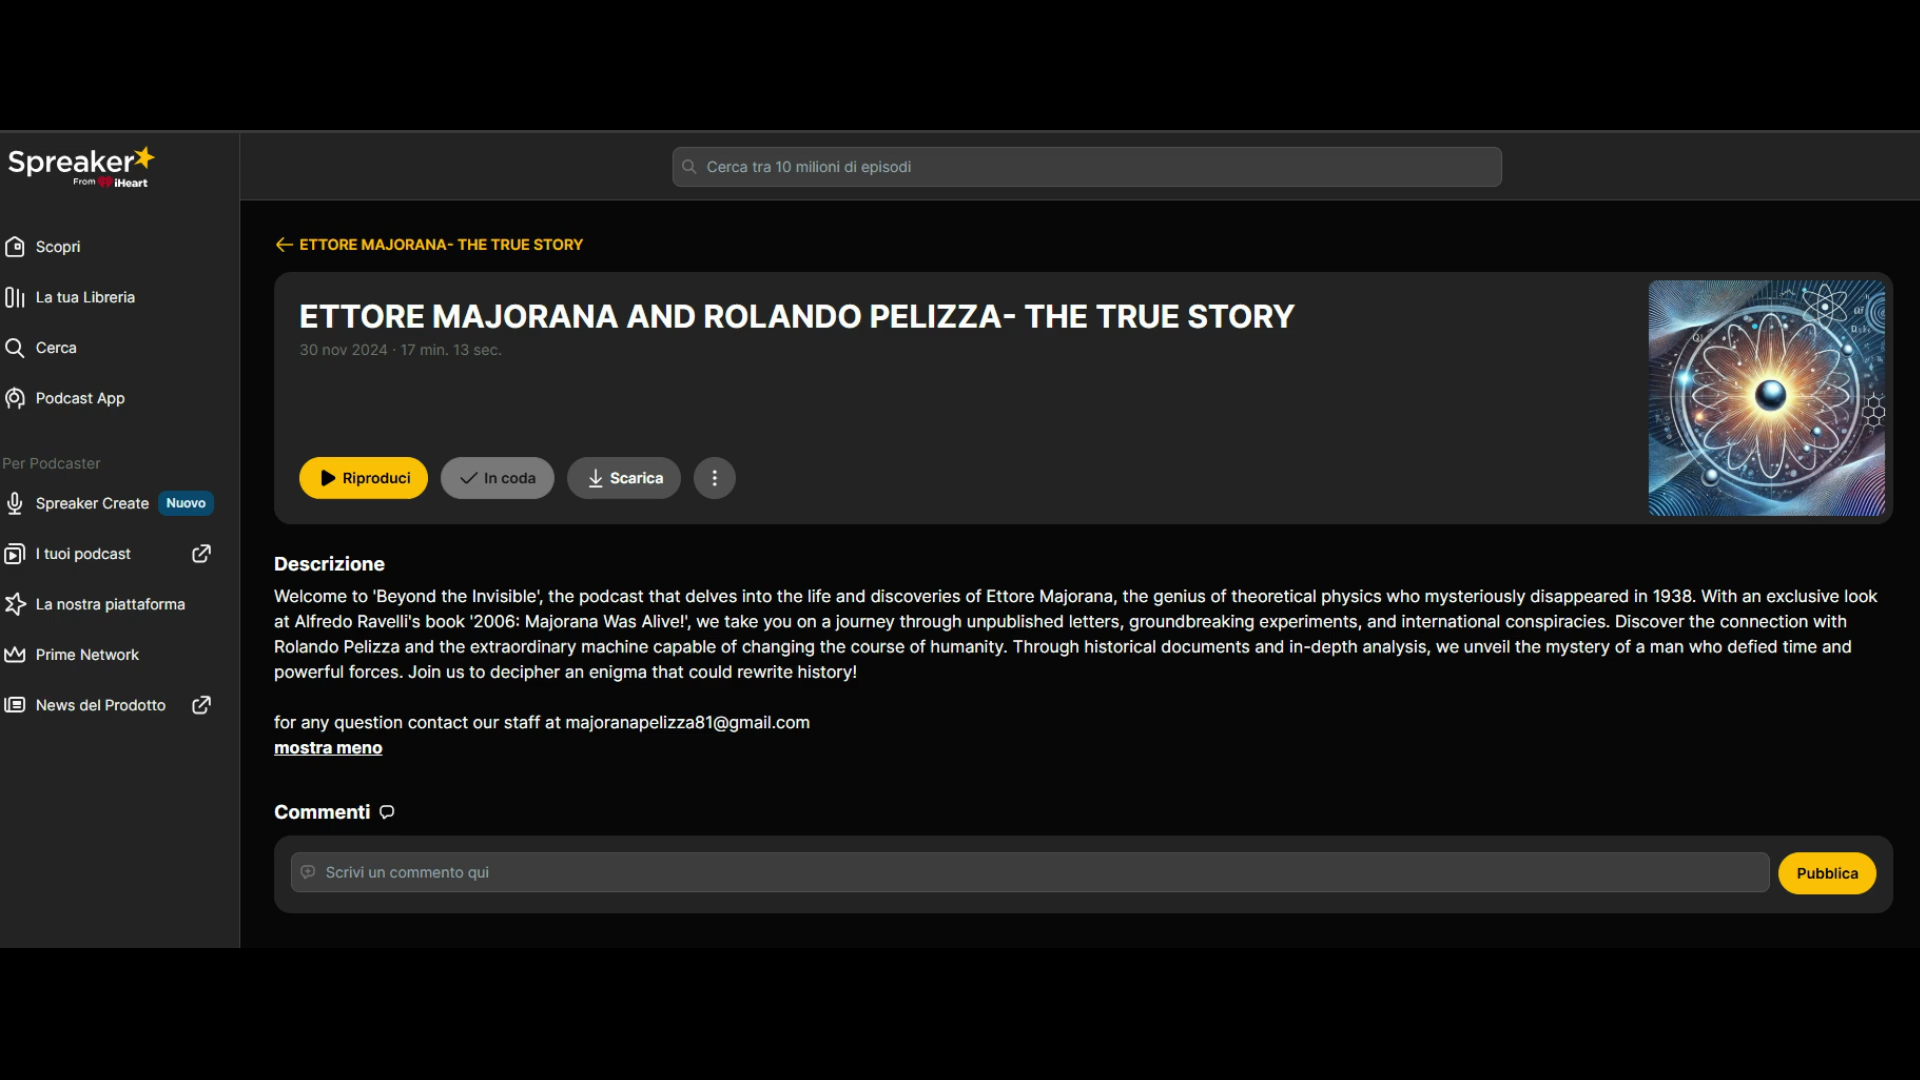 Spreaker
From iHeart
Cerca tra 10 milioni di episodi
Scopri
La tua Libreria
Cerca
Podcast App
Per Podcaster
Spreaker Create Nuovo
I tuoi podcast
La nostra piattaforma
Prime Network
News del Prodotto
ETTORE MAJORANA- THE TRUE STORY
ETTORE MAJORANA AND ROLANDO PELIZZA- THE TRUE STORY
30 nov 2024 · 17 min. 13 sec.
Riproduci In coda Scarica
Descrizione
Welcome to 'Beyond the Invisible', the podcast that delves into the life and discoveries of Ettore Majorana, the genius of theoretical physics who mysteriously disappeared in 1938. With an exclusive look
at Alfredo Ravelli's book '2006: Majorana Was Alive!', we take you on a journey through unpublished letters, groundbreaking experiments, and international conspiracies. Discover the connection with
Rolando Pelizza and the extraordinary machine capable of changing the course of humanity. Through historical documents and in-depth analysis, we unveil the mystery of a man who defied time and
powerful forces. Join us to decipher an enigma that could rewrite history!
for any question contact our staff at majoranapelizza81@gmail.com
mostra meno
Commenti
Scrivi un commento qui
Pubblica